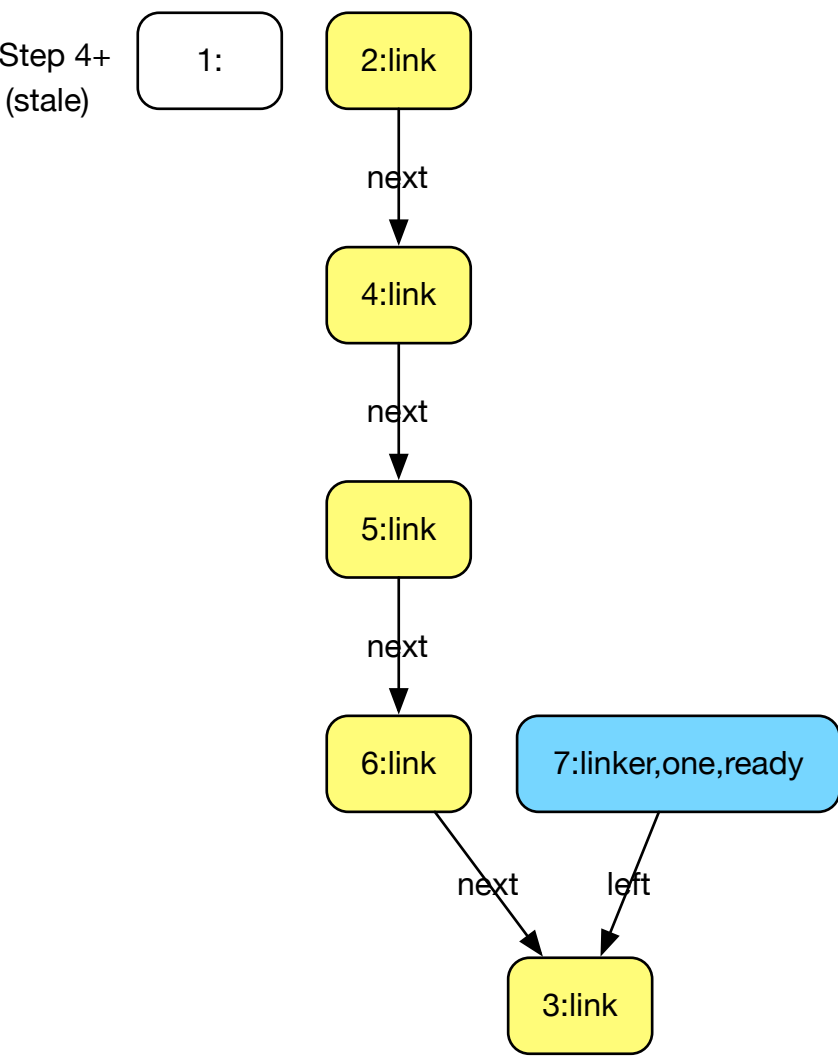 Step 4+
(stale)
1:
2:link
next
4:link
next
5:link
next
6:link
7:linker,one,ready
next
left
3:link